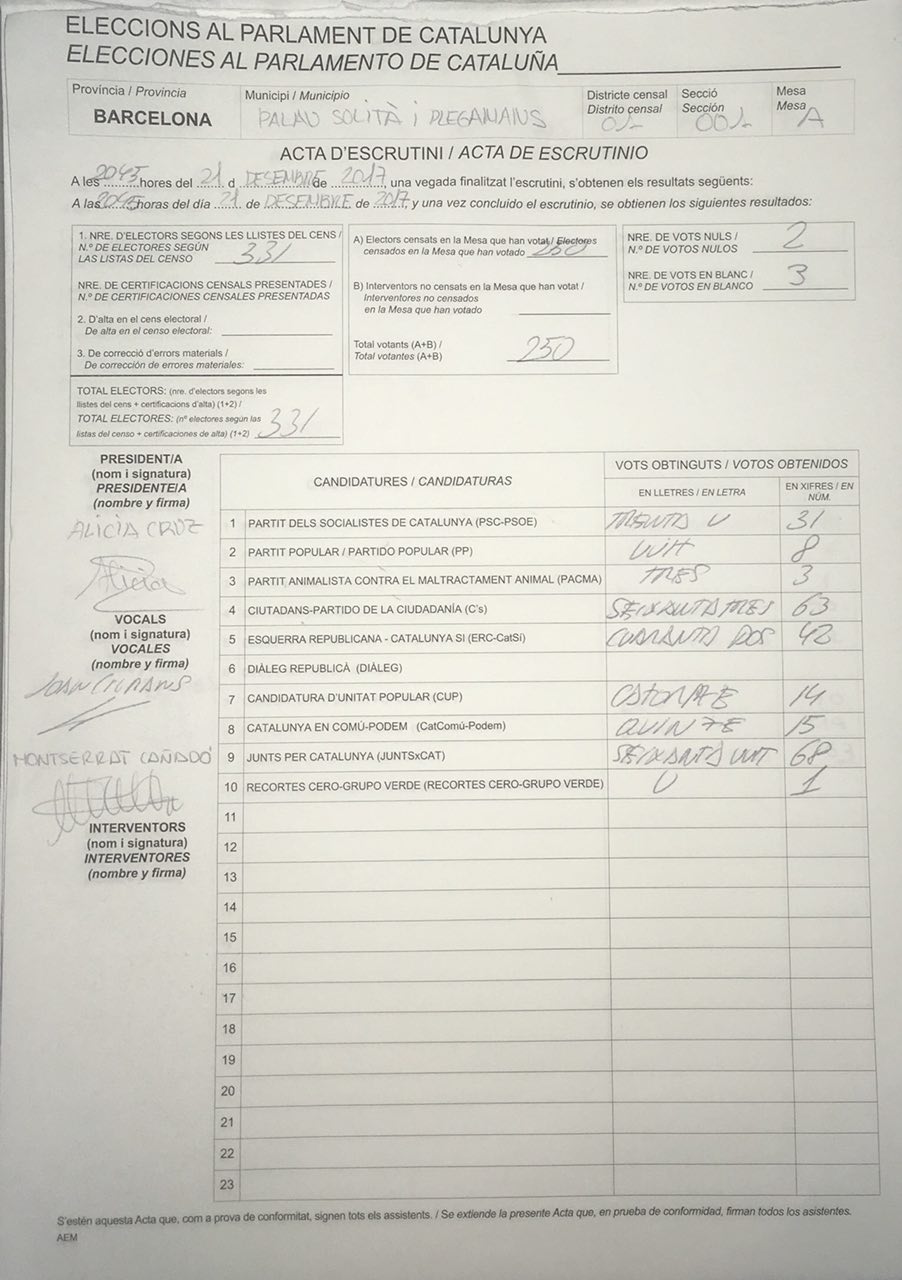 ELECCIONS AL PARLAMENT DE CATALUNYA
ELECCIONES AL PARLAMENTO DE CATALUÑA
Província / Provincia
BARCELONA
Municipi / Municipio
PALAU SOLITÀ i PLEGAMANS
Districte censal
Distrito censal
01-
Secció
Sección
001-
Mesa
Mesa
A
ACTA D'ESCRUTINI / ACTA DE ESCRUTINIO
A les 2045 hores del 21 d DESEMBRE de 2017, una vegada finalitzat l'escrutini, s'obtenen els resultats següents:
A las 2045 horas del día 21 de DESEMBRE de 2017, y una vez concluido el escrutinio, se obtienen los siguientes resultados:
1. NRE. D'ELECTORS SEGONS LES LLISTES DEL CENS /
N.º DE ELECTORES SEGÚN
LAS LISTAS DEL CENSO 331
NRE. DE CERTIFICACIONS CENSALS PRESENTADES /
N.º DE CERTIFICACIONES CENSALES PRESENTADAS
2. D'alta en el cens electoral /
De alta en el censo electoral:
3. De correcció d'errors materials /
De corrección de errores materiales:
TOTAL ELECTORS: (nre. d'electors segons les
llistes del cens + certificacions d'alta) (1+2) /
TOTAL ELECTORES: (nº electores según las
listas del censo + certificaciones de alta) (1+2) 331
A) Electors censats en la Mesa que han votat / Electores
censados en la Mesa que han votado 250
B) Interventors no censats en la Mesa que han votat /
Interventores no censados
en la Mesa que han votado
Total votants (A+B) /
Total votantes (A+B) 250
NRE. DE VOTS NULS /
N.º DE VOTOS NULOS 2
NRE. DE VOTS EN BLANC /
N.º DE VOTOS EN BLANCO 3
PRESIDENT/A
(nom i signatura)
PRESIDENTE/A
(nombre y firma)
ALICIA CRUZ
Alicia
VOCALS
(nom i signatura)
VOCALES
(nombre y firma)
JOAN
MONTSERRAT CAÑADÓ
INTERVENTORS
(nom i signatura)
INTERVENTORES
(nombre y firma)
CANDIDATURES / CANDIDATURAS
VOTS OBTINGUTS / VOTOS OBTENIDOS
EN LLETRES / EN LETRA
EN XIFRES / EN NÚM.
1 PARTIT DELS SOCIALISTES DE CATALUNYA (PSC-PSOE) TRENTA U 31
2 PARTIT POPULAR / PARTIDO POPULAR (PP) VUIT 8
3 PARTIT ANIMALISTA CONTRA EL MALTRACTAMENT ANIMAL (PACMA) TRES 3
4 CIUTADANS-PARTIDO DE LA CIUDADANÍA (C's) SEIXANTA TRES 63
5 ESQUERRA REPUBLICANA - CATALUNYA SI (ERC-CatSí) CUARANTA DOS 42
6 DIÀLEG REPUBLICÀ (DIÀLEG)
7 CANDIDATURA D'UNITAT POPULAR (CUP) CATORZE 14
8 CATALUNYA EN COMÚ-PODEM (CatComú-Podem) QUINZE 15
9 JUNTS PER CATALUNYA (JUNTSxCAT) SEIXANTA VUIT 68
10 RECORTES CERO-GRUPO VERDE (RECORTES CERO-GRUPO VERDE) U 1
11
12
13
14
15
16
17
18
19
20
21
22
23
S'estén aquesta Acta que, com a prova de conformitat, signen tots els assistents. / Se extiende la presente Acta que, en prueba de conformidad, firman todos los asistentes.
AEM